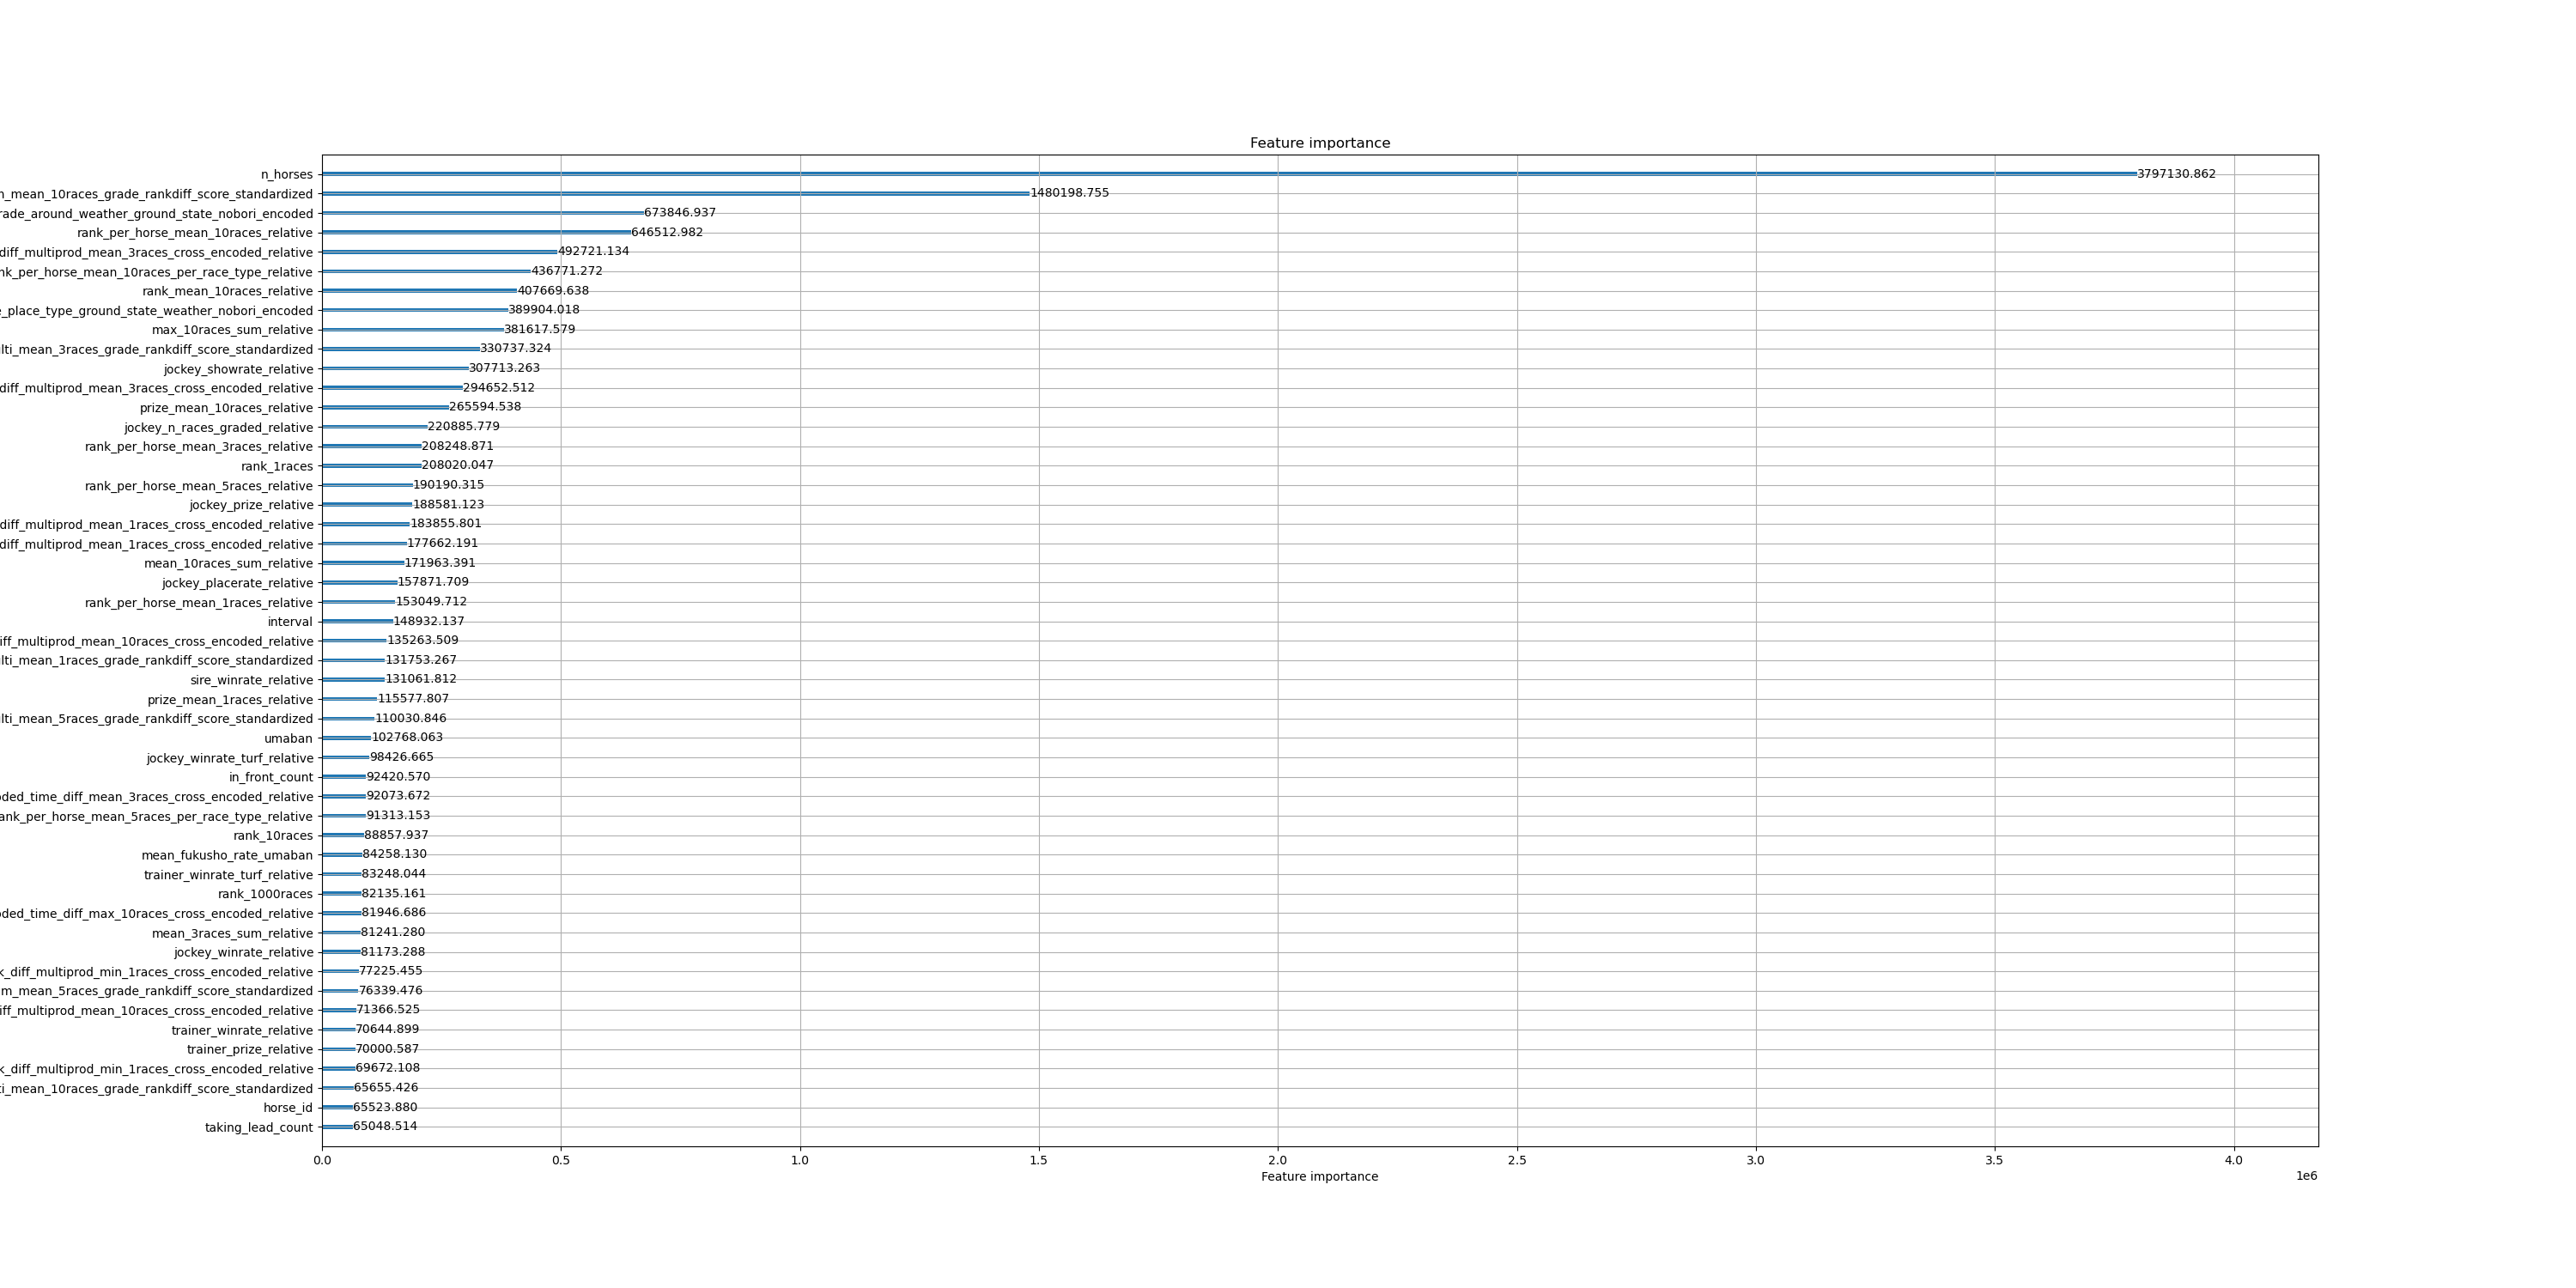 Feature importance
n_horses 3797130.862
n_mean_10races_grade_rankdiff_score_standardized 1480198.755
rade_around_weather_ground_state_nobori_encoded 673846.937
rank_per_horse_mean_10races_relative 646512.982
diff_multiprod_mean_3races_cross_encoded_relative 492721.134
nk_per_horse_mean_10races_per_race_type_relative 436771.272
rank_mean_10races_relative 407669.638
_place_type_ground_state_weather_nobori_encoded 389904.018
max_10races_sum_relative 381617.579
lti_mean_3races_grade_rankdiff_score_standardized 330737.324
jockey_showrate_relative 307713.263
diff_multiprod_mean_3races_cross_encoded_relative 294652.512
prize_mean_10races_relative 265594.538
jockey_n_races_graded_relative 220885.779
rank_per_horse_mean_3races_relative 208248.871
rank_1races 208020.047
rank_per_horse_mean_5races_relative 190190.315
jockey_prize_relative 188581.123
diff_multiprod_mean_1races_cross_encoded_relative 183855.801
diff_multiprod_mean_1races_cross_encoded_relative 177662.191
mean_10races_sum_relative 171963.391
jockey_placerate_relative 157871.709
rank_per_horse_mean_1races_relative 153049.712
interval 148932.137
iff_multiprod_mean_10races_cross_encoded_relative 135263.509
lti_mean_1races_grade_rankdiff_score_standardized 131753.267
sire_winrate_relative 131061.812
prize_mean_1races_relative 115577.807
lti_mean_5races_grade_rankdiff_score_standardized 110030.846
umaban 102768.063
jockey_winrate_turf_relative 98426.665
in_front_count 92420.570
ded_time_diff_mean_3races_cross_encoded_relative 92073.672
ank_per_horse_mean_5races_per_race_type_relative 91313.153
rank_10races 88857.937
mean_fukusho_rate_umaban 84258.130
trainer_winrate_turf_relative 83248.044
rank_1000races 82135.161
ded_time_diff_max_10races_cross_encoded_relative 81946.686
mean_3races_sum_relative 81241.280
jockey_winrate_relative 81173.288
k_diff_multiprod_min_1races_cross_encoded_relative 77225.455
m_mean_5races_grade_rankdiff_score_standardized 76339.476
iff_multiprod_mean_10races_cross_encoded_relative 71366.525
trainer_winrate_relative 70644.899
trainer_prize_relative 70000.587
k_diff_multiprod_min_1races_cross_encoded_relative 69672.108
ti_mean_10races_grade_rankdiff_score_standardized 65655.426
horse_id 65523.880
taking_lead_count 65048.514
0.0 0.5 1.0 1.5 2.0 2.5 3.0 3.5 4.0
1e6
Feature importance